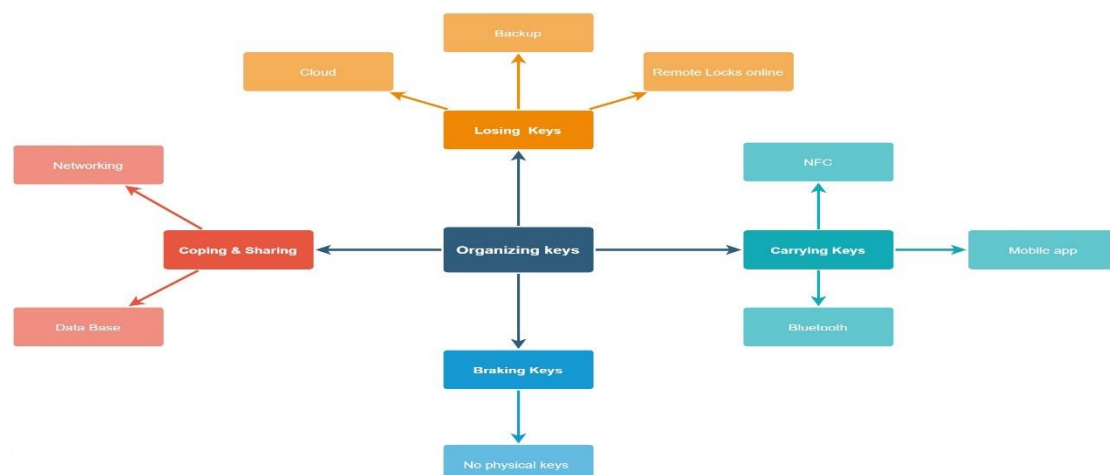 Backup
Cloud
Remote Locks online
Losing Keys
Networking
NFC
Coping & Sharing
Organizing keys
Carrying Keys
Mobile app
Data Base
Bluetooth
Braking Keys
No physical keys